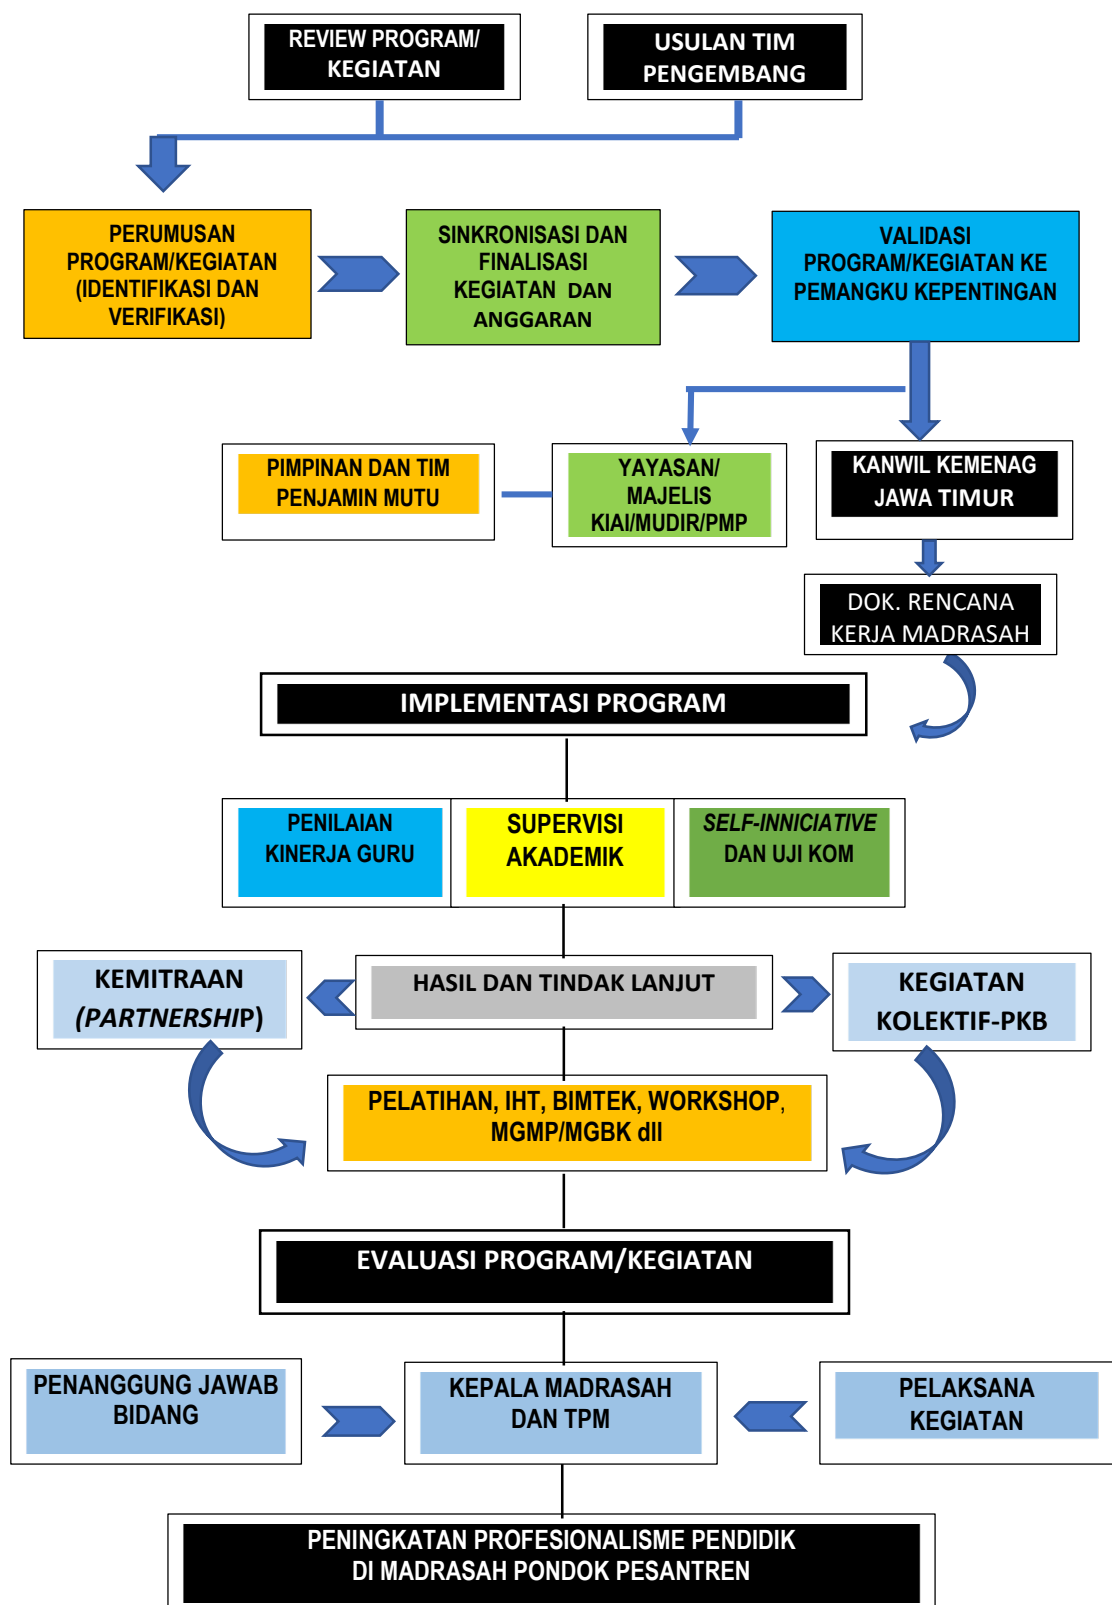 REVIEW PROGRAM/
KEGIATAN
USULAN TIM
PENGEMBANG
PERUMUSAN
PROGRAM/KEGIATAN
(IDENTIFIKASI DAN
VERIFIKASI)
SINKRONISASI DAN
FINALISASI
KEGIATAN DAN
ANGGARAN
VALIDASI
PROGRAM/KEGIATAN KE
PEMANGKU KEPENTINGAN
PIMPINAN DAN TIM
PENJAMIN MUTU
YAYASAN/
MAJELIS
KIAI/MUDIR/PMP
KANWIL KEMENAG
JAWA TIMUR
DOK. RENCANA
KERJA MADRASAH
IMPLEMENTASI PROGRAM
PENILAIAN
KINERJA GURU
SUPERVISI
AKADEMIK
SELF-INNICIATIVE
DAN UJI KOM
KEMITRAAN
(PARTNERSHIP)
HASIL DAN TINDAK LANJUT
KEGIATAN
KOLEKTIF-PKB
PELATIHAN, IHT, BIMTEK, WORKSHOP,
MGMP/MGBK dll
EVALUASI PROGRAM/KEGIATAN
PENANGGUNG JAWAB
BIDANG
KEPALA MADRASAH
DAN TPM
PELAKSANA
KEGIATAN
PENINGKATAN PROFESIONALISME PENDIDIK
DI MADRASAH PONDOK PESANTREN